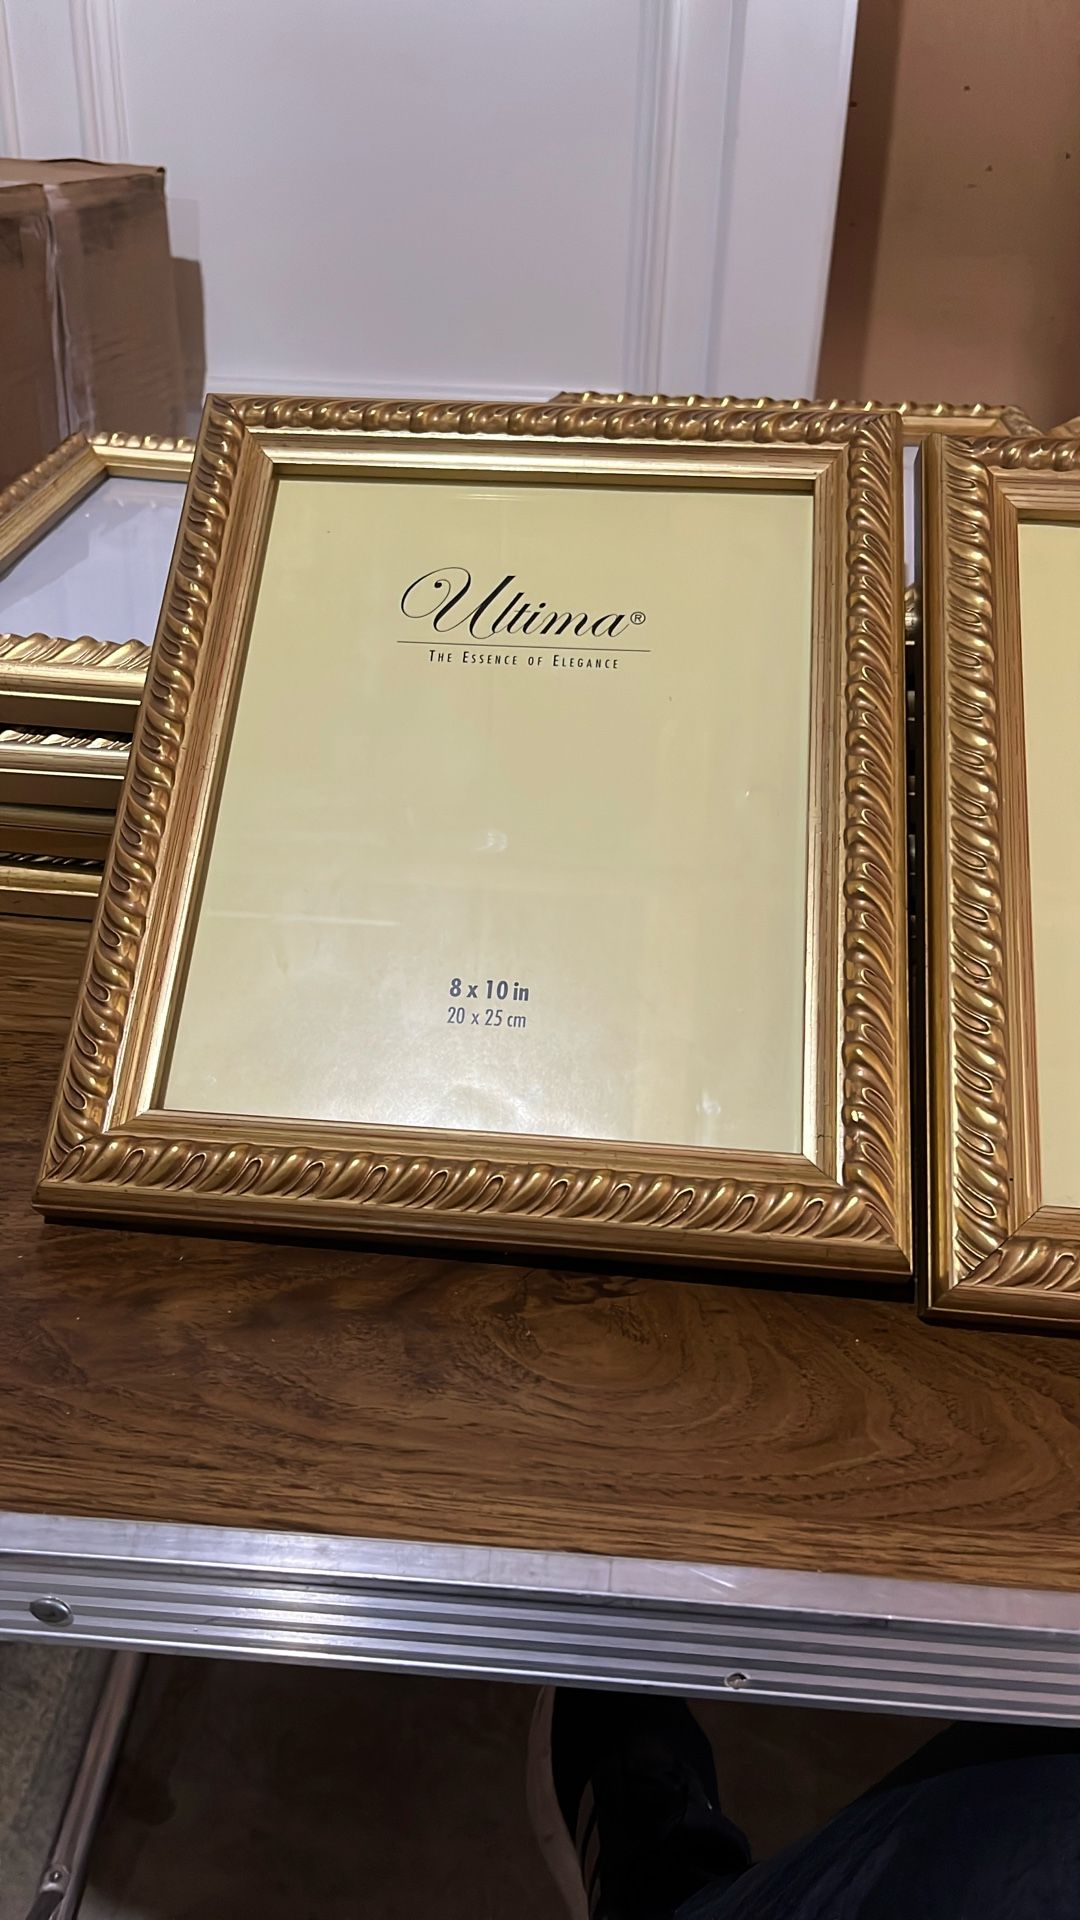 Ultima®
THE ESSENCE OF ELEGANCE
8 x 10 in
20 x 25 cm